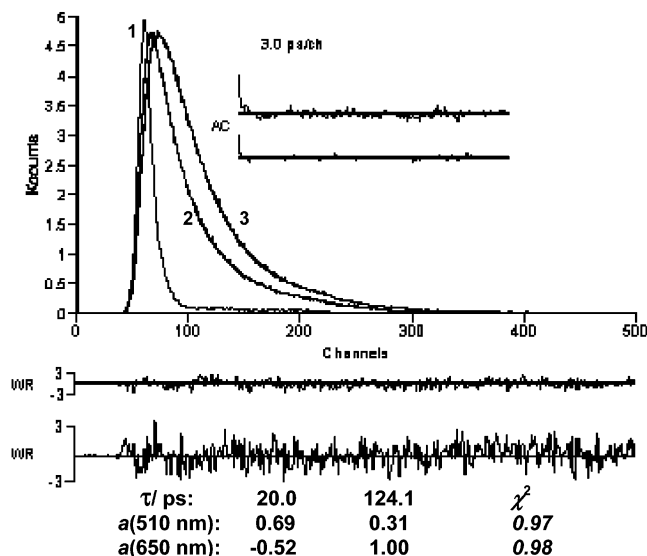 6
4.5
5
4
3.5
3
2.5
2
1.5
1
0.5
0
Kcounts
1
2
3
3.0 ps/ch
AC
0 100 200 300 400 500
Channels
WR 3 -3
WR 3 -3
τ/ ps: 20.0 124.1 χ²
a(510 nm): 0.69 0.31 0.97
a(650 nm): -0.52 1.00 0.98